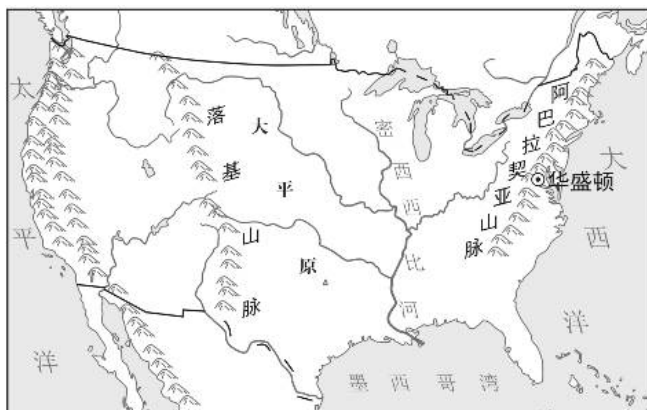 太平洋
落基山脉
大平原
密西西比河
阿巴拉契亚山脉
华盛顿
大西洋
墨西哥湾